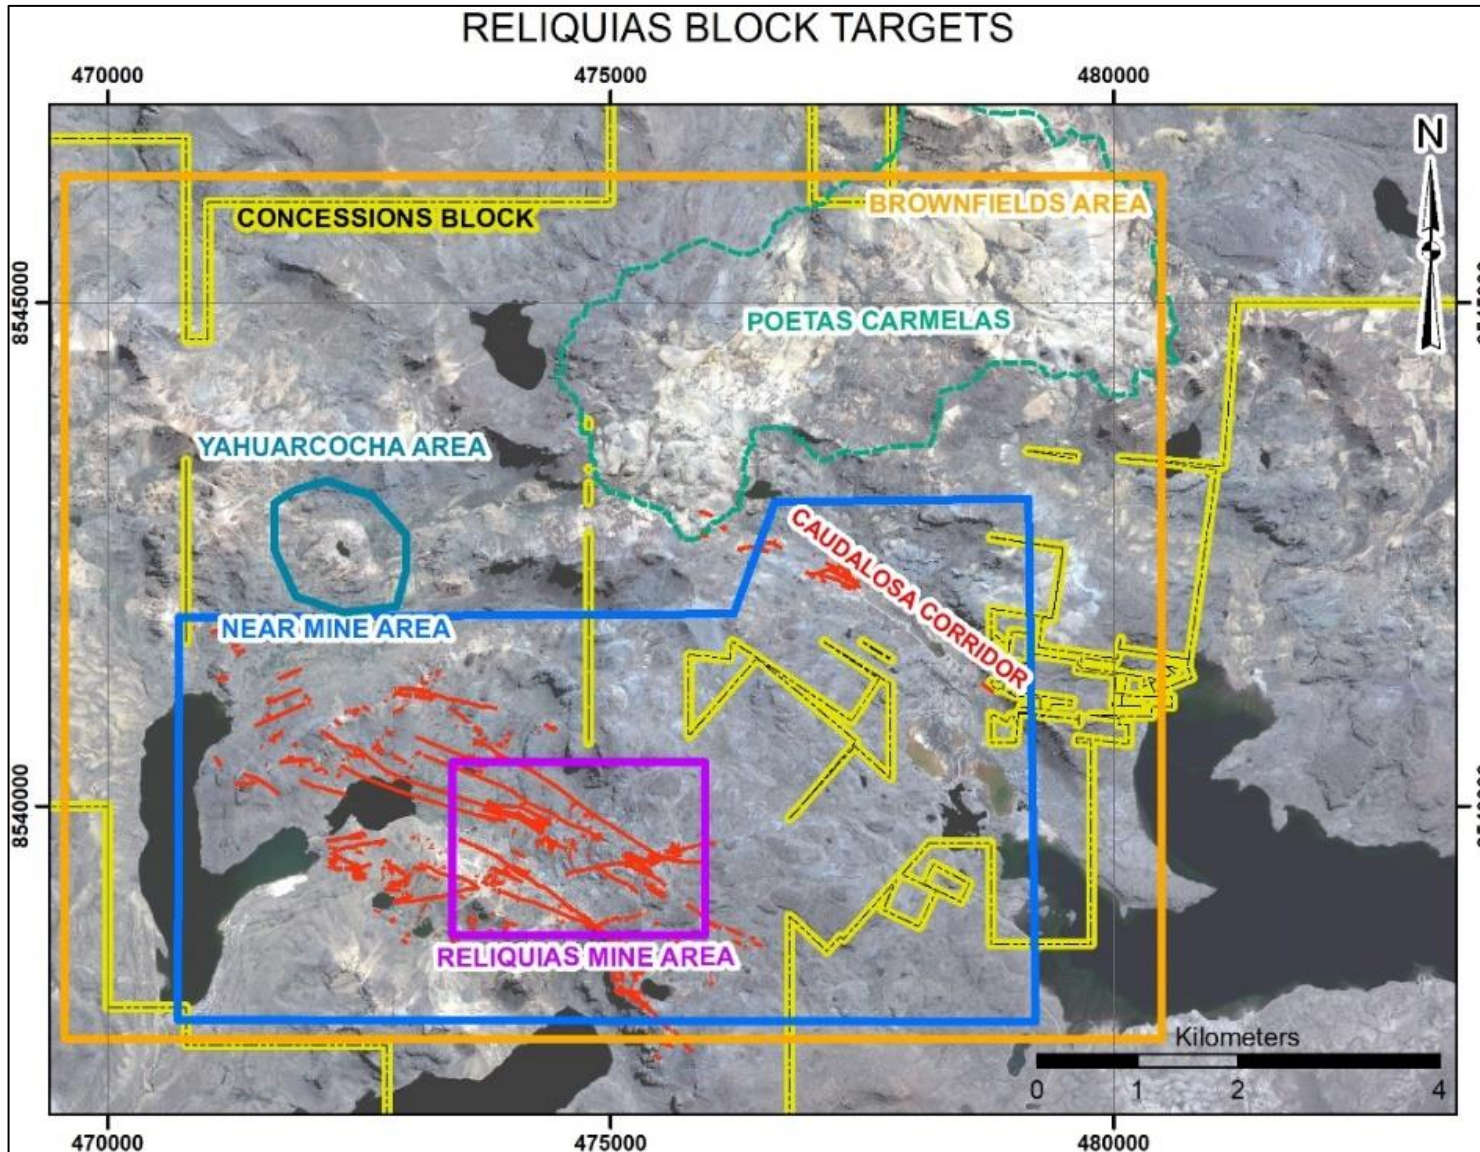 RELIQUIAS BLOCK TARGETS
470000
475000
480000
N
CONCESSIONS BLOCK
BROWNFIELDS AREA
8545000
POETAS CARMELAS
YAHUARCOCHA AREA
CAUDALOSA CORRIDOR
NEAR MINE AREA
8540000
RELIQUIAS MINE AREA
Kilometers
0
1
2
4
470000
475000
480000